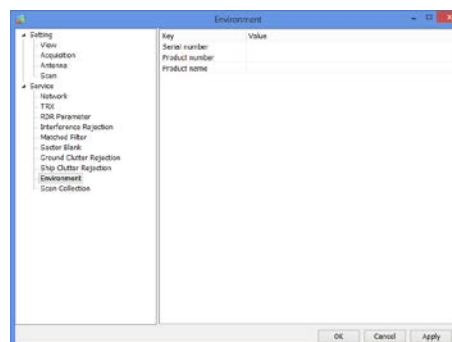 Environment
Setting
View
Acquisition
Antenna
Scan
Service
Network
TRX
RDR Parameter
Interference Rejection
Matched Filter
Sector Blank
Ground Clutter Rejection
Ship Clutter Rejection
Environment
Scan Collection
Key Value
Serial number
Product number
Product name
OK Cancel Apply